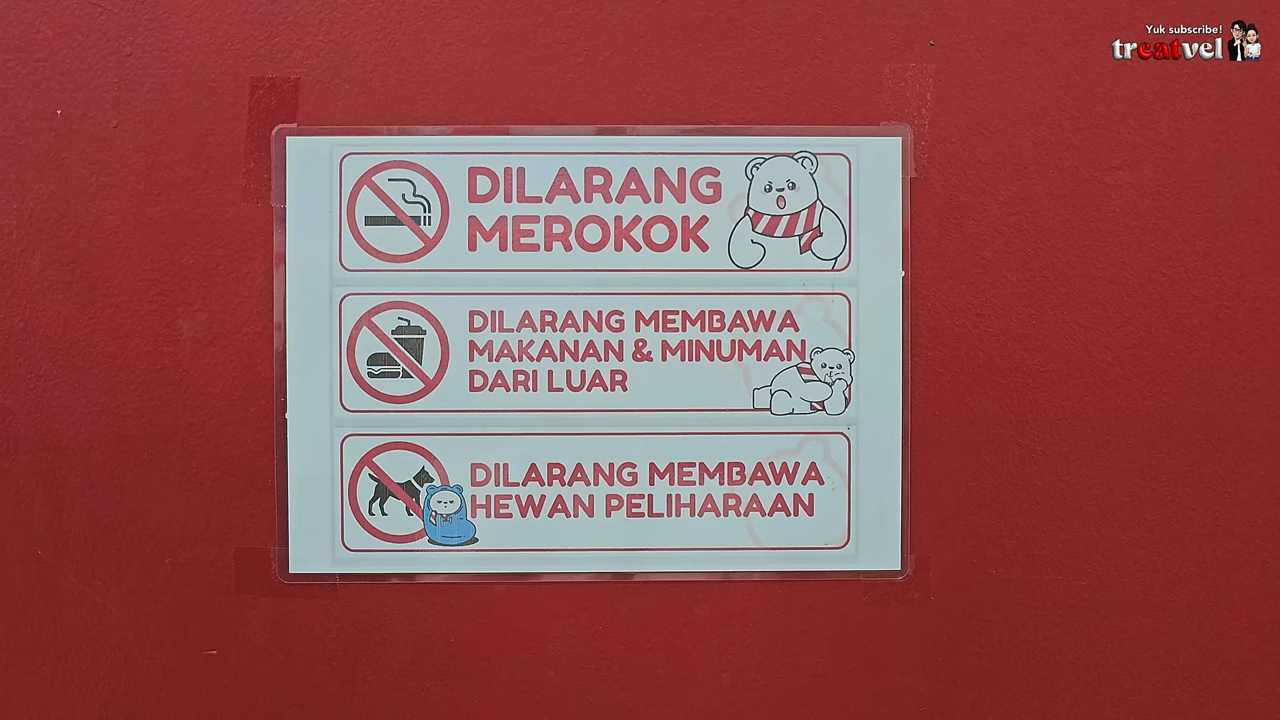 Yuk subscribe!
treatvel
DILARANG
MEROKOK
DILARANG MEMBAWA
MAKANAN & MINUMAN
DARI LUAR
DILARANG MEMBAWA
HEWAN PELIHARAAN